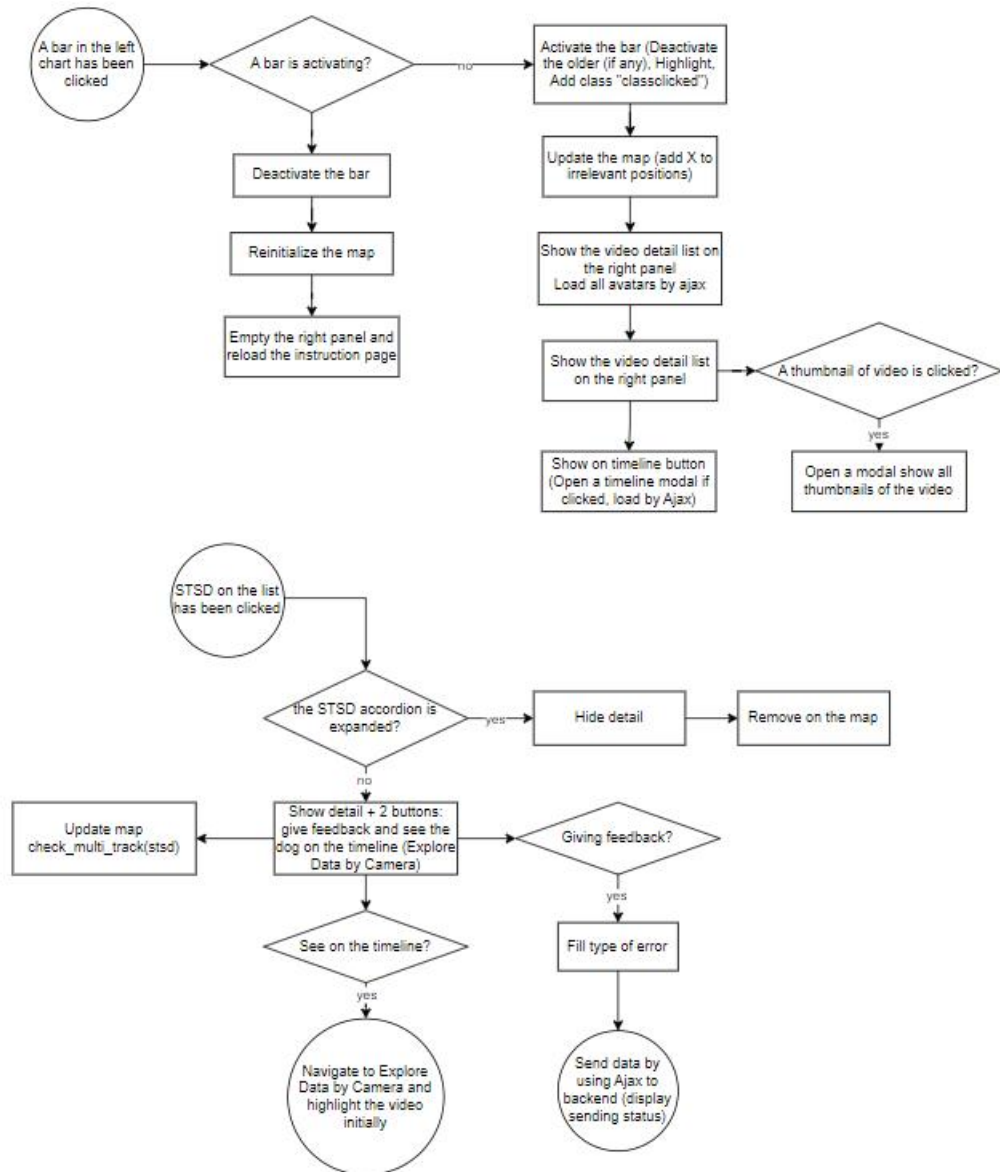 A bar in the left
chart has been
clicked
A bar is activating?
no
Activate the bar (Deactivate
the older (if any), Highlight,
Add class "classclicked")
Deactivate the bar
Update the map (add X to
irrelevant positions)
Reinitialize the map
Show the video detail list on
the right panel
Load all avatars by ajax
Empty the right panel and
reload the instruction page
Show the video detail list
on the right panel
A thumbnail of video is clicked?
yes
Show on timeline button
(Open a timeline modal if
clicked, load by Ajax)
Open a modal show all
thumbnails of the video
STSD on the list
has been clicked
the STSD accordion is
expanded?
yes
Hide detail
Remove on the map
no
Update map
check_multi_track(stsd)
Show detail + 2 buttons:
give feedback and see the
dog on the timeline (Explore
Data by Camera)
Giving feedback?
yes
See on the timeline?
yes
Fill type of error
Navigate to Explore
Data by Camera and
highlight the video
initially
Send data by
using Ajax to
backend (display
sending status)